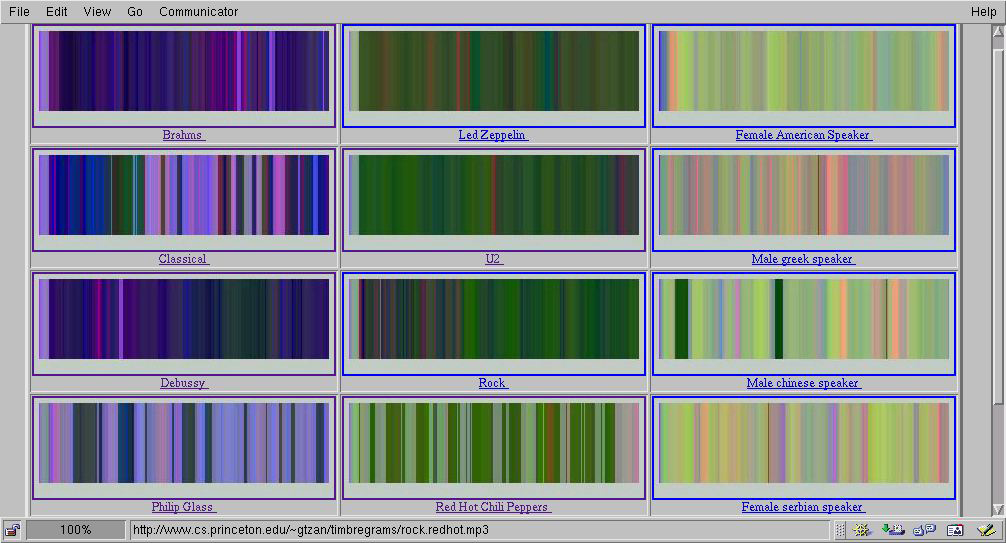 File Edit View Go Communicator Help
Brahms Led Zeppelin Female American Speaker
Classical U2 Male greek speaker
Debussy Rock Male chinese speaker
Philip Glass Red Hot Chili Peppers Female serbian speaker
100% http://www.cs.princeton.edu/~gtzan/timbregrams/rock.redhot.mp3